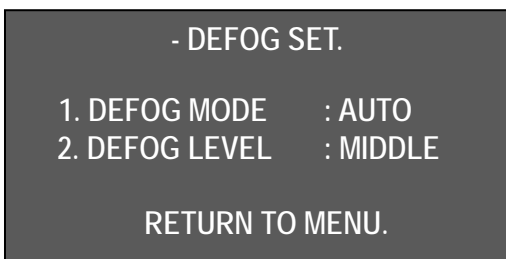 - DEFOG SET.
1. DEFOG MODE : AUTO
2. DEFOG LEVEL : MIDDLE
RETURN TO MENU.